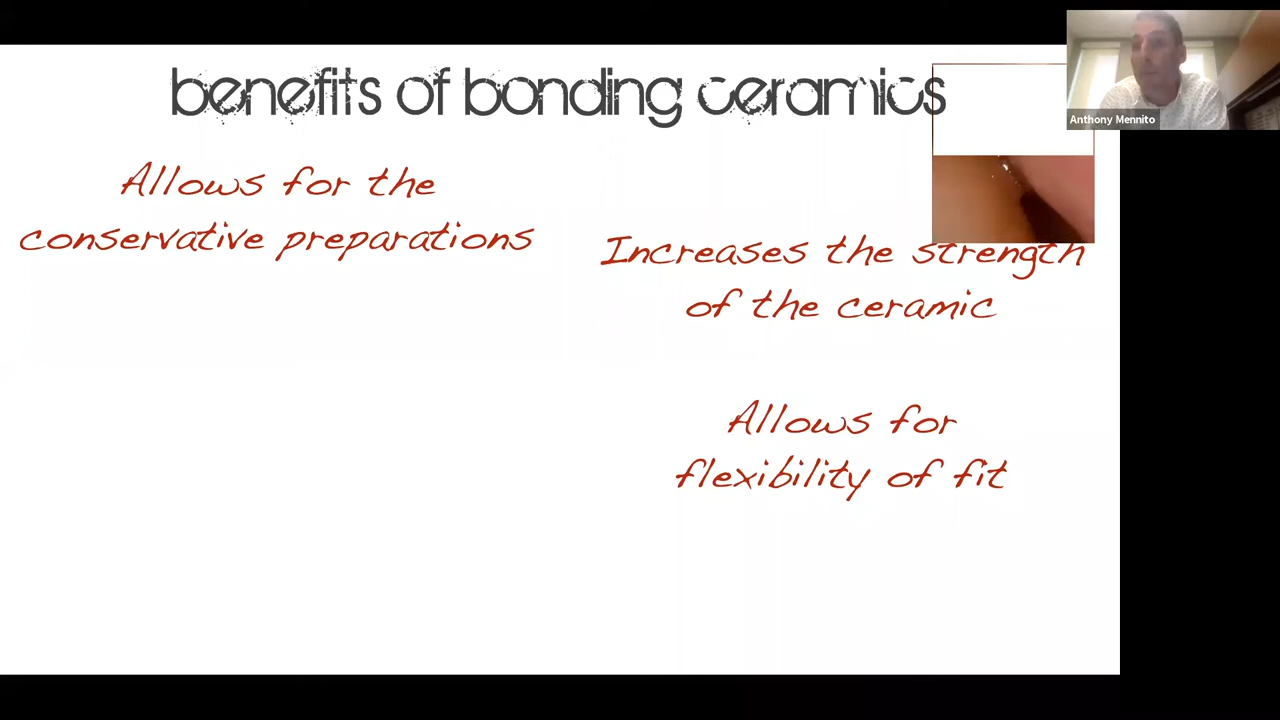 benefits of bonding ceramics
Anthony Mennito
Allows for the
conservative preparations
Increases the strength
of the ceramic
Allows for
flexibility of fit